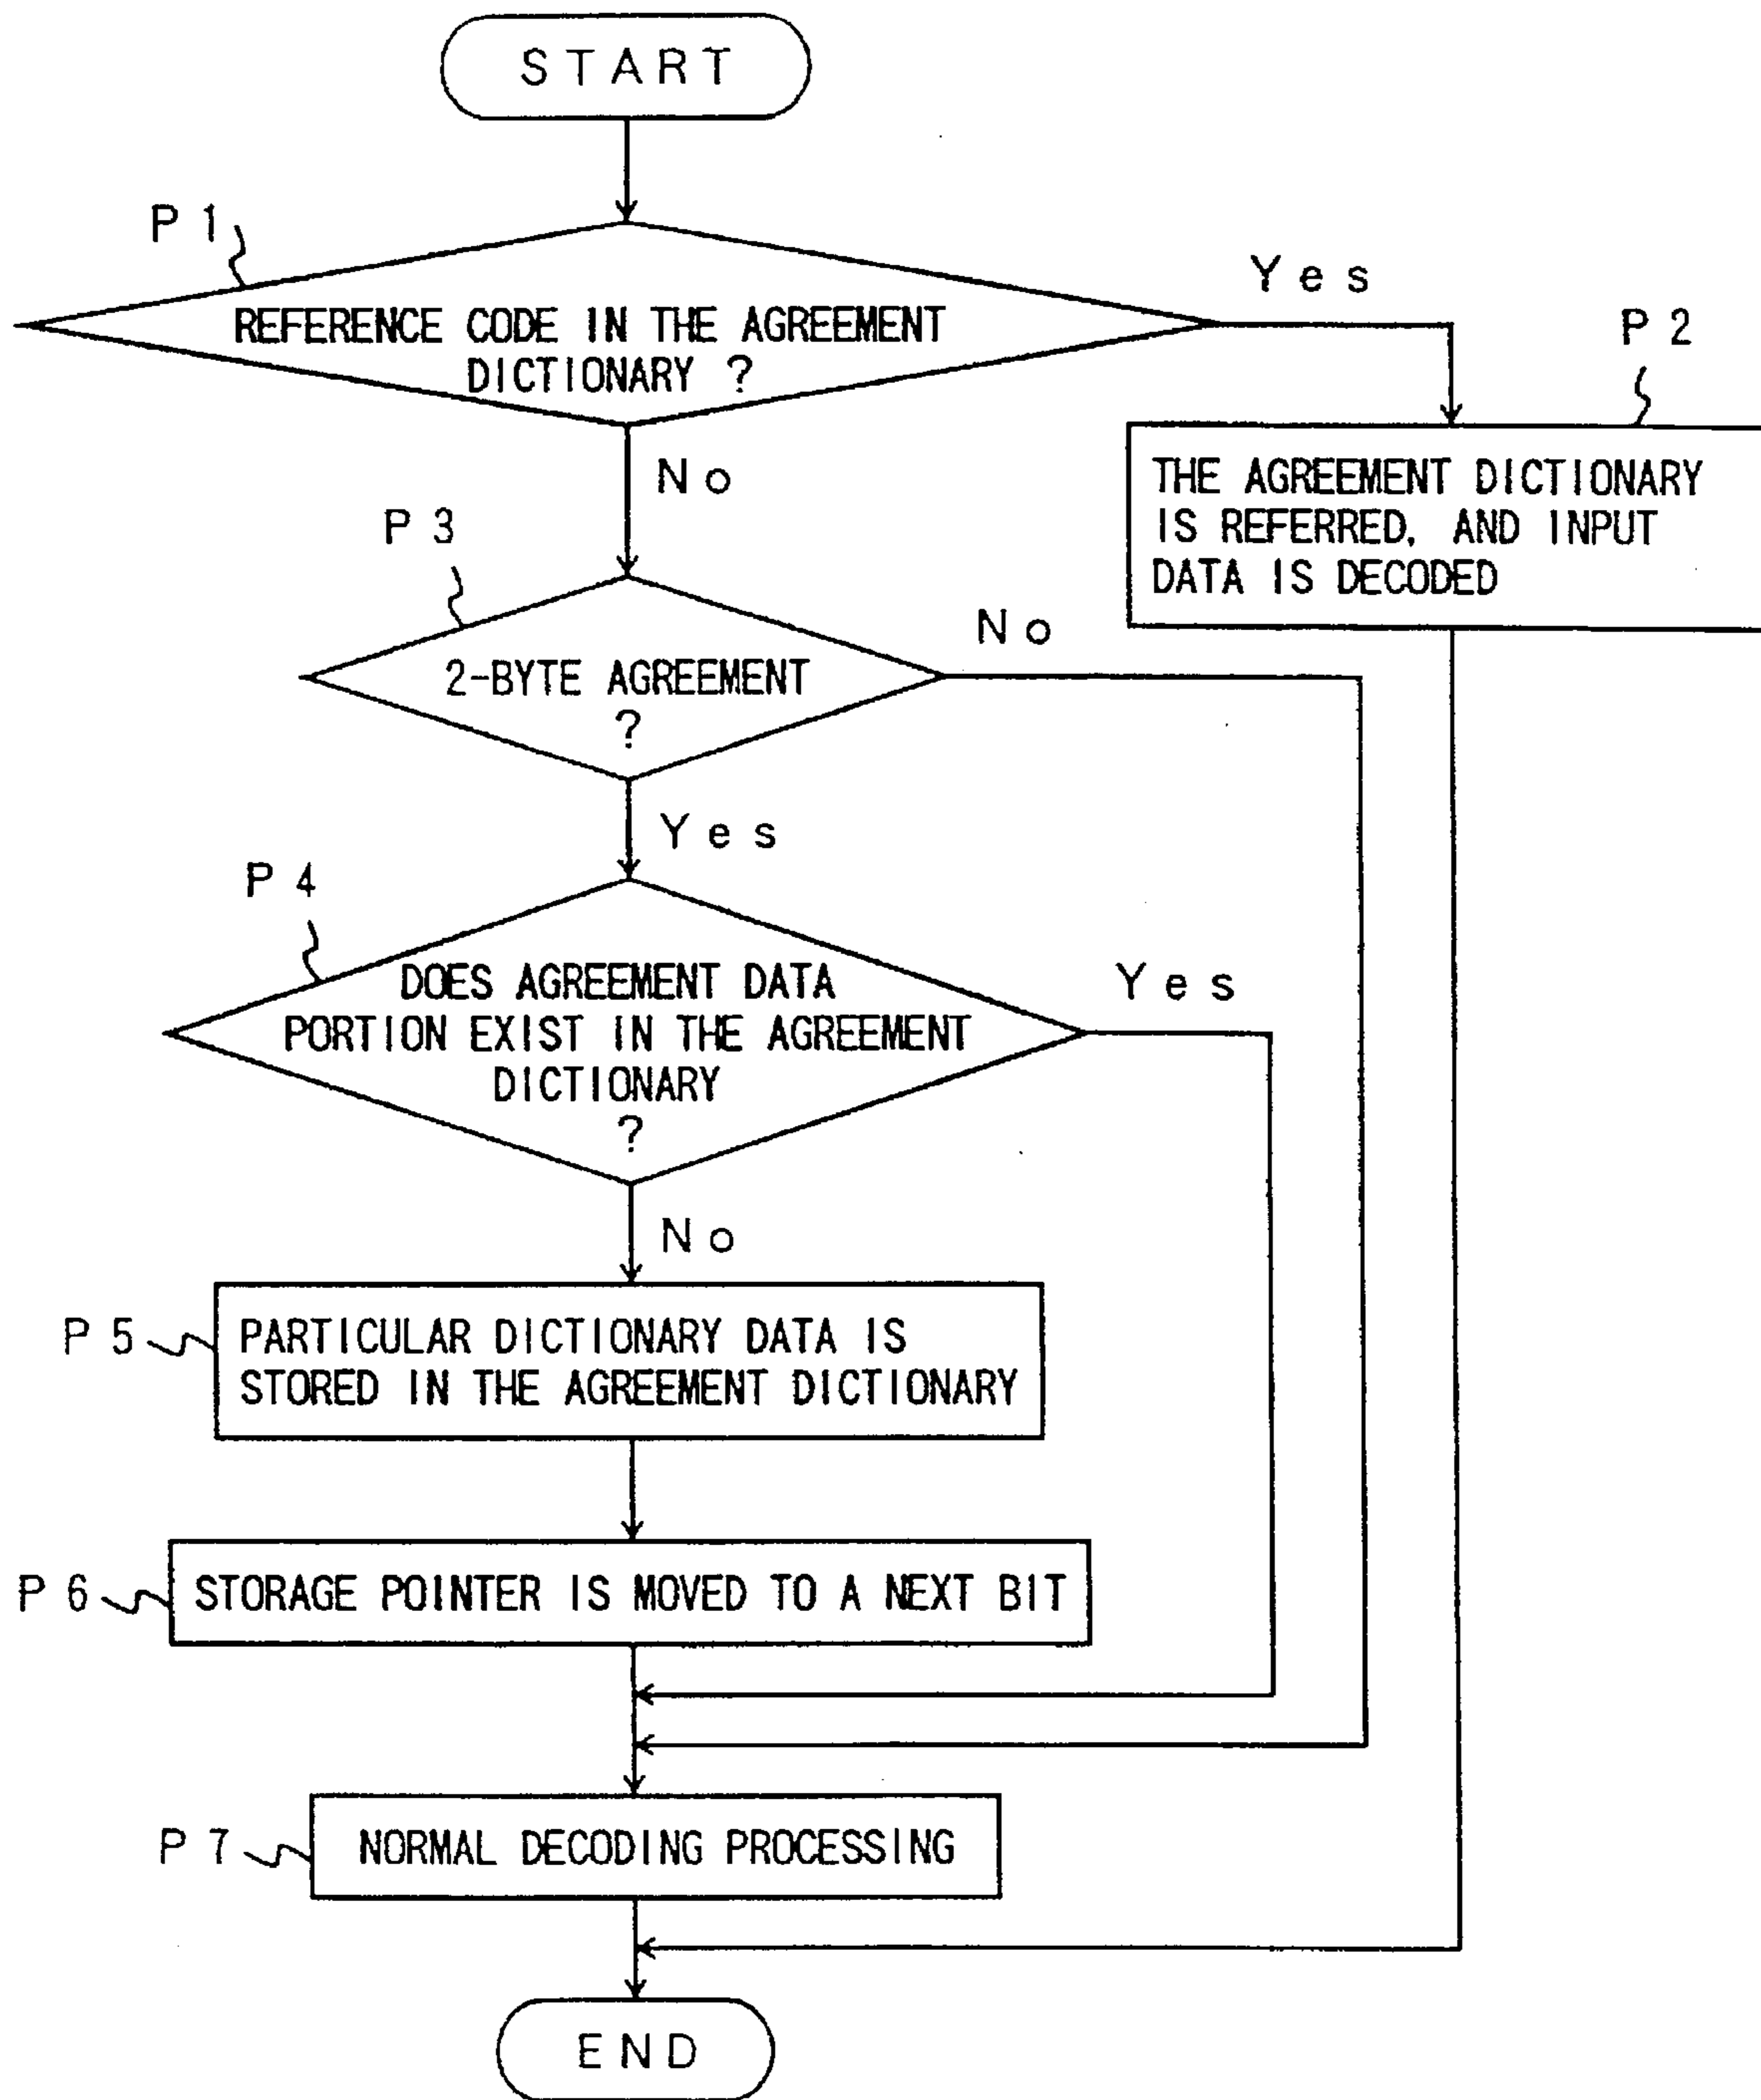 START
P1
REFERENCE CODE IN THE AGREEMENT
DICTIONARY ?
Yes
P2
THE AGREEMENT DICTIONARY
IS REFERRED, AND INPUT
DATA IS DECODED
No
P3
2-BYTE AGREEMENT
?
No
Yes
P4
DOES AGREEMENT DATA
PORTION EXIST IN THE AGREEMENT
DICTIONARY
?
Yes
No
P5
PARTICULAR DICTIONARY DATA IS
STORED IN THE AGREEMENT DICTIONARY
P6
STORAGE POINTER IS MOVED TO A NEXT BIT
P7
NORMAL DECODING PROCESSING
END